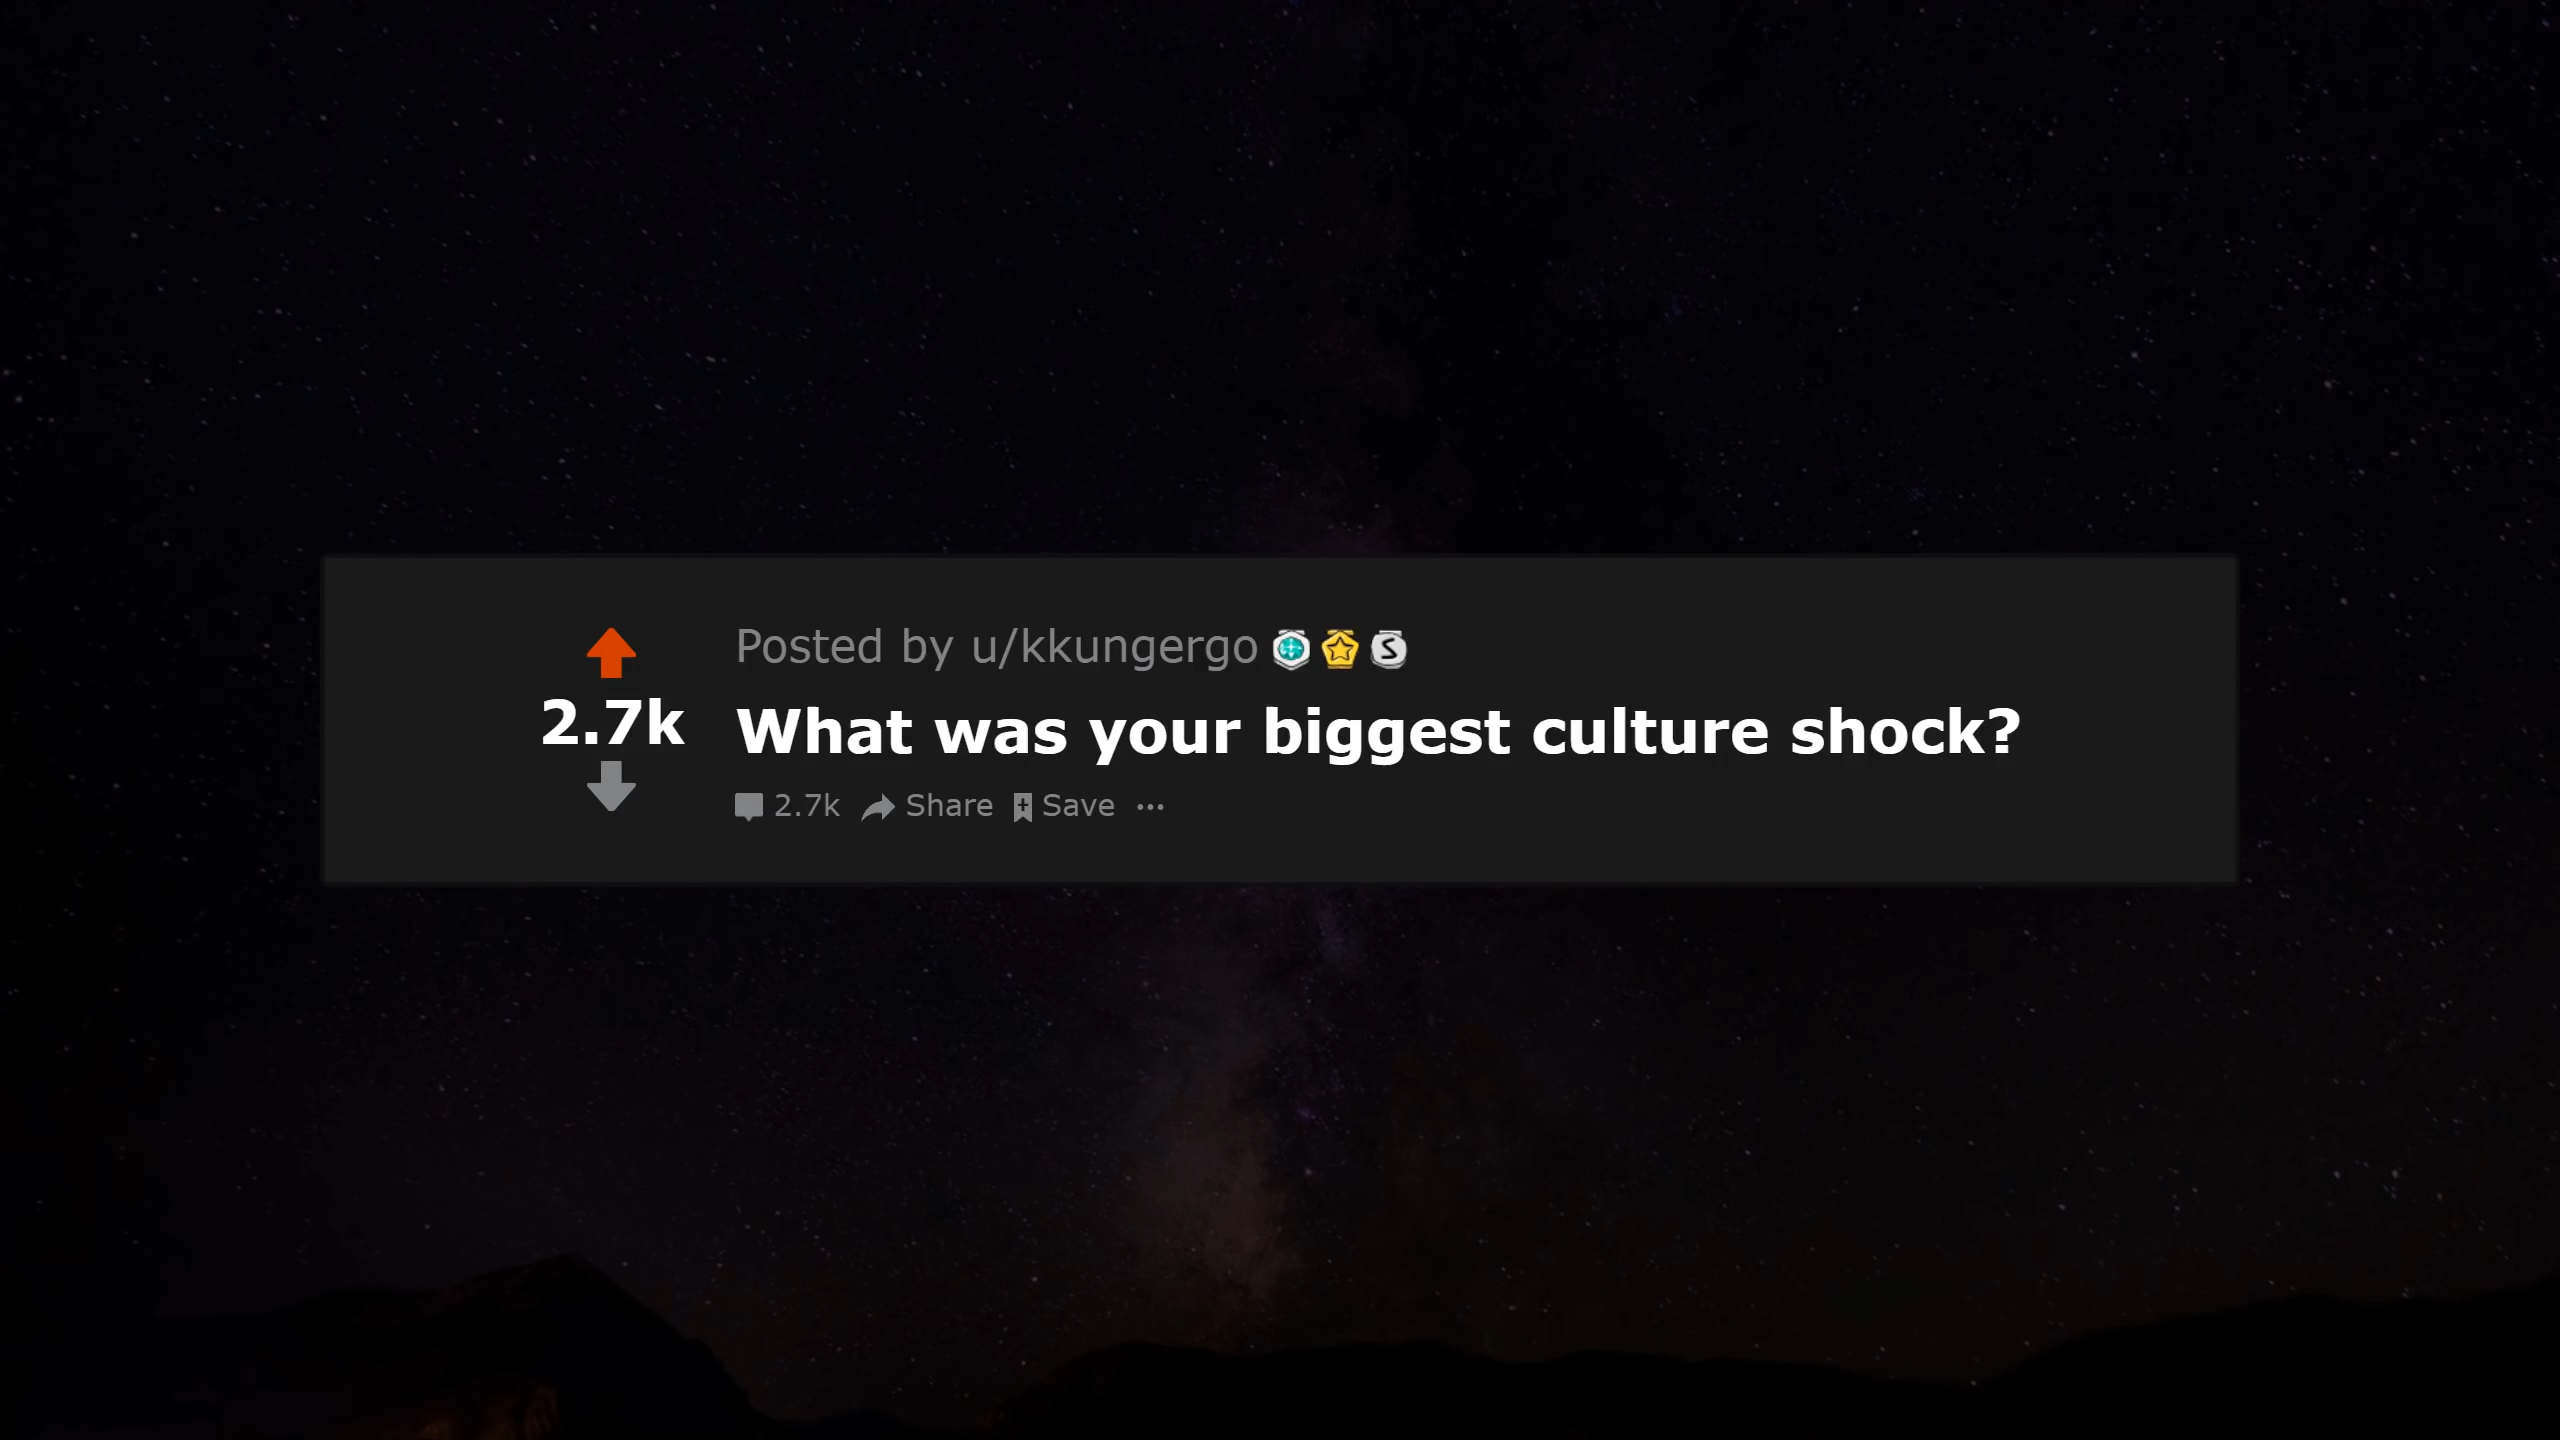 Posted by u/kkungergo
2.7k
What was your biggest culture shock?
2.7k Share Save ...